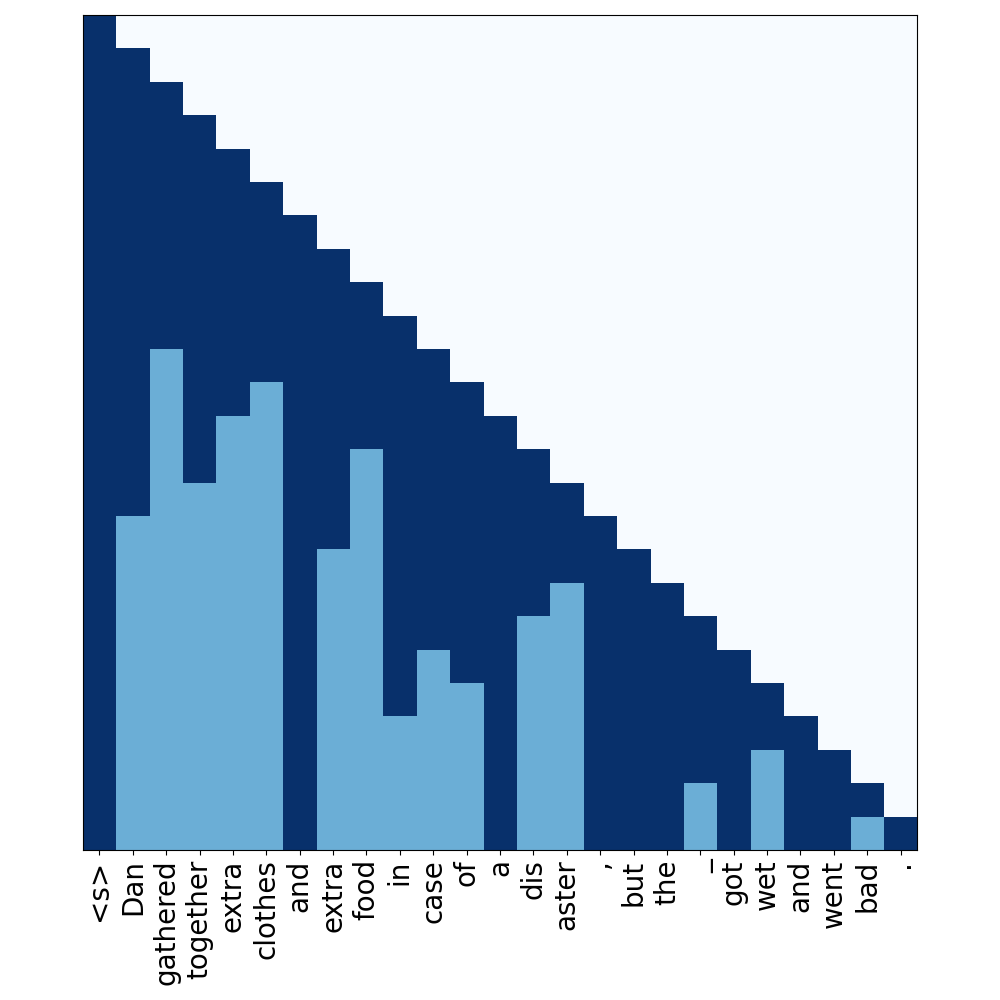 <s>
Dan
gathered
together
extra
clothes
and
extra
food
in
case
of
a
dis
aster
,
but
the
_
got
wet
and
went
bad
.